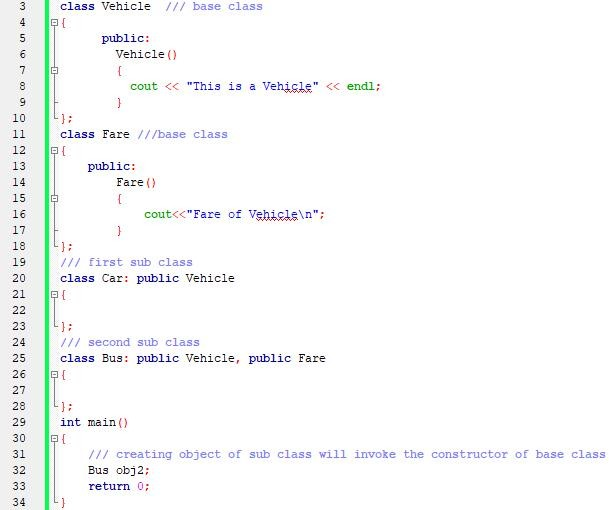 3 class Vehicle /// base class
4 {
5 public:
6 Vehicle()
7 {
8 cout << "This is a Vehicle" << endl;
9 }
10 };
11 class Fare ///base class
12 {
13 public:
14 Fare()
15 {
16 cout<<"Fare of Vehicle\n";
17 }
18 };
19 /// first sub class
20 class Car: public Vehicle
21 {
22
23 };
24 /// second sub class
25 class Bus: public Vehicle, public Fare
26 {
27
28 };
29 int main()
30 {
31 /// creating object of sub class will invoke the constructor of base class
32 Bus obj2;
33 return 0;
34 }